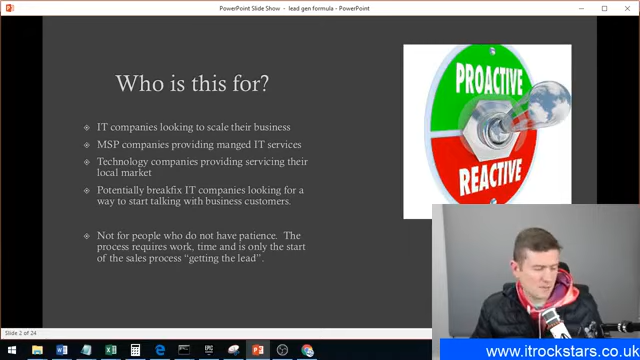 PowerPoint Slide Show - lead gen formula - PowerPoint
Who is this for?
IT companies looking to scale their business
MSP companies providing manged IT services
Technology companies providing servicing their
local market
Potentially breakfix IT companies looking for a
way to start talking with business customers.
Not for people who do not have patience. The
process requires work, time and is only the start
of the sales process “getting the lead”.
PROACTIVE
REACTIVE
Slide 2 of 24
www.itrockstars.co.uk